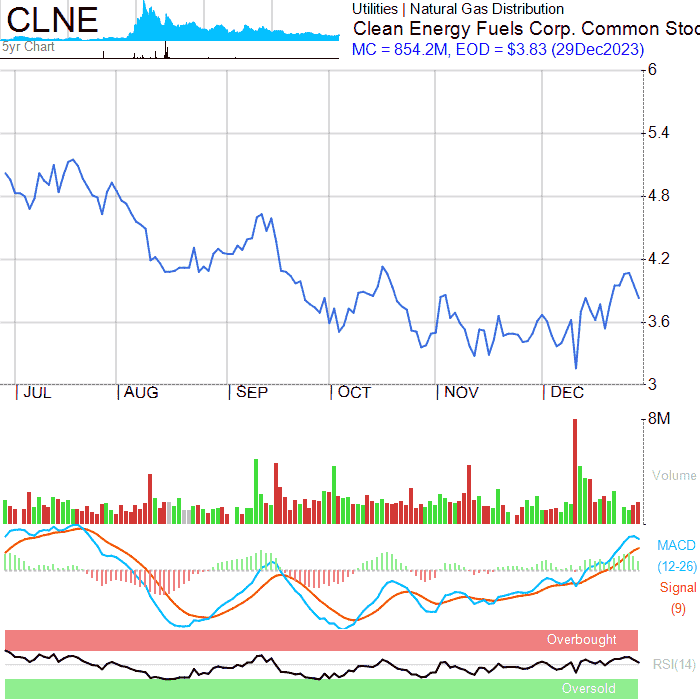 CLNE
5yr Chart
Utilities | Natural Gas Distribution
Clean Energy Fuels Corp. Common Stoc
MC = 854.2M, EOD = $3.83 (29Dec2023)
6
5.4
4.8
4.2
3.6
3
JUL AUG SEP OCT NOV DEC
8M
Volume
MACD
(12-26)
Signal
(9)
Overbought
RSI(14)
Oversold